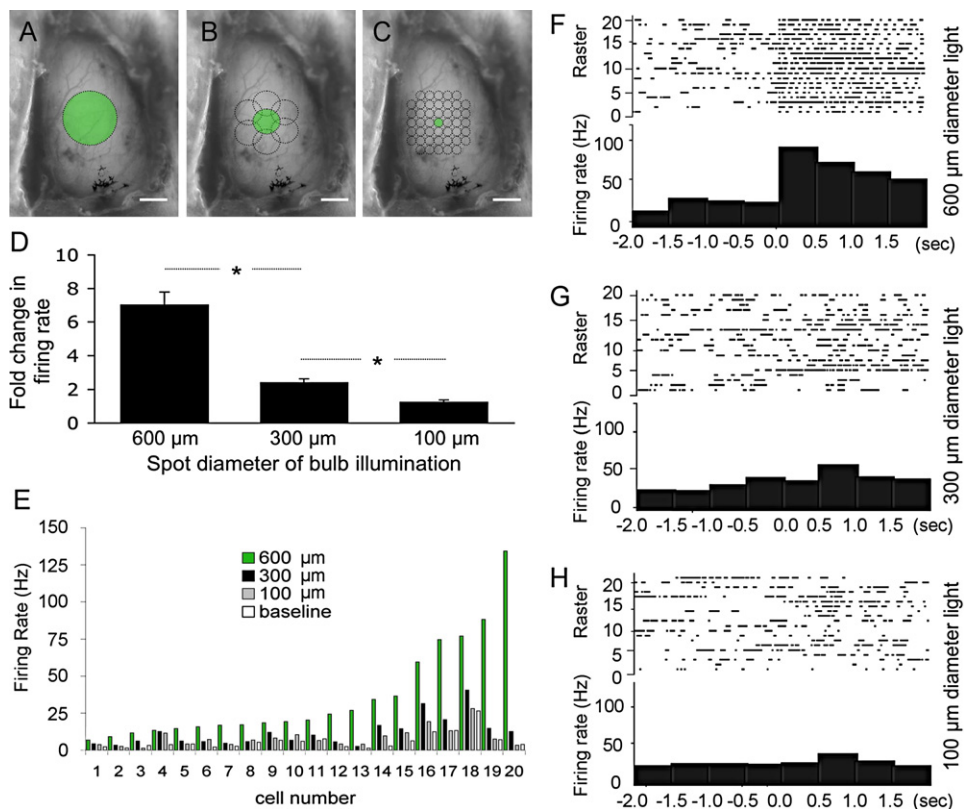 A
B
C
D
10
8
6
4
2
0
Fold change in
firing rate
*
*
600 µm
300 µm
100 µm
Spot diameter of bulb illumination
E
150
125
100
75
50
25
0
Firing Rate (Hz)
600 µm
300 µm
100 µm
baseline
1 2 3 4 5 6 7 8 9 10 11 12 13 14 15 16 17 18 19 20
cell number
F
Raster
20
15
10
5
0
Firing rate (Hz)
100
50
0
-2.0 -1.5 -1.0 -0.5 0.0 0.5 1.0 1.5 (sec)
600 µm diameter light
G
Raster
20
15
10
5
0
Firing rate (Hz)
100
50
0
-2.0 -1.5 -1.0 -0.5 0.0 0.5 1.0 1.5 (sec)
300 µm diameter light
H
Raster
20
15
10
5
0
Firing rate (Hz)
100
50
0
-2.0 -1.5 -1.0 -0.5 0.0 0.5 1.0 1.5 (sec)
100 µm diameter light